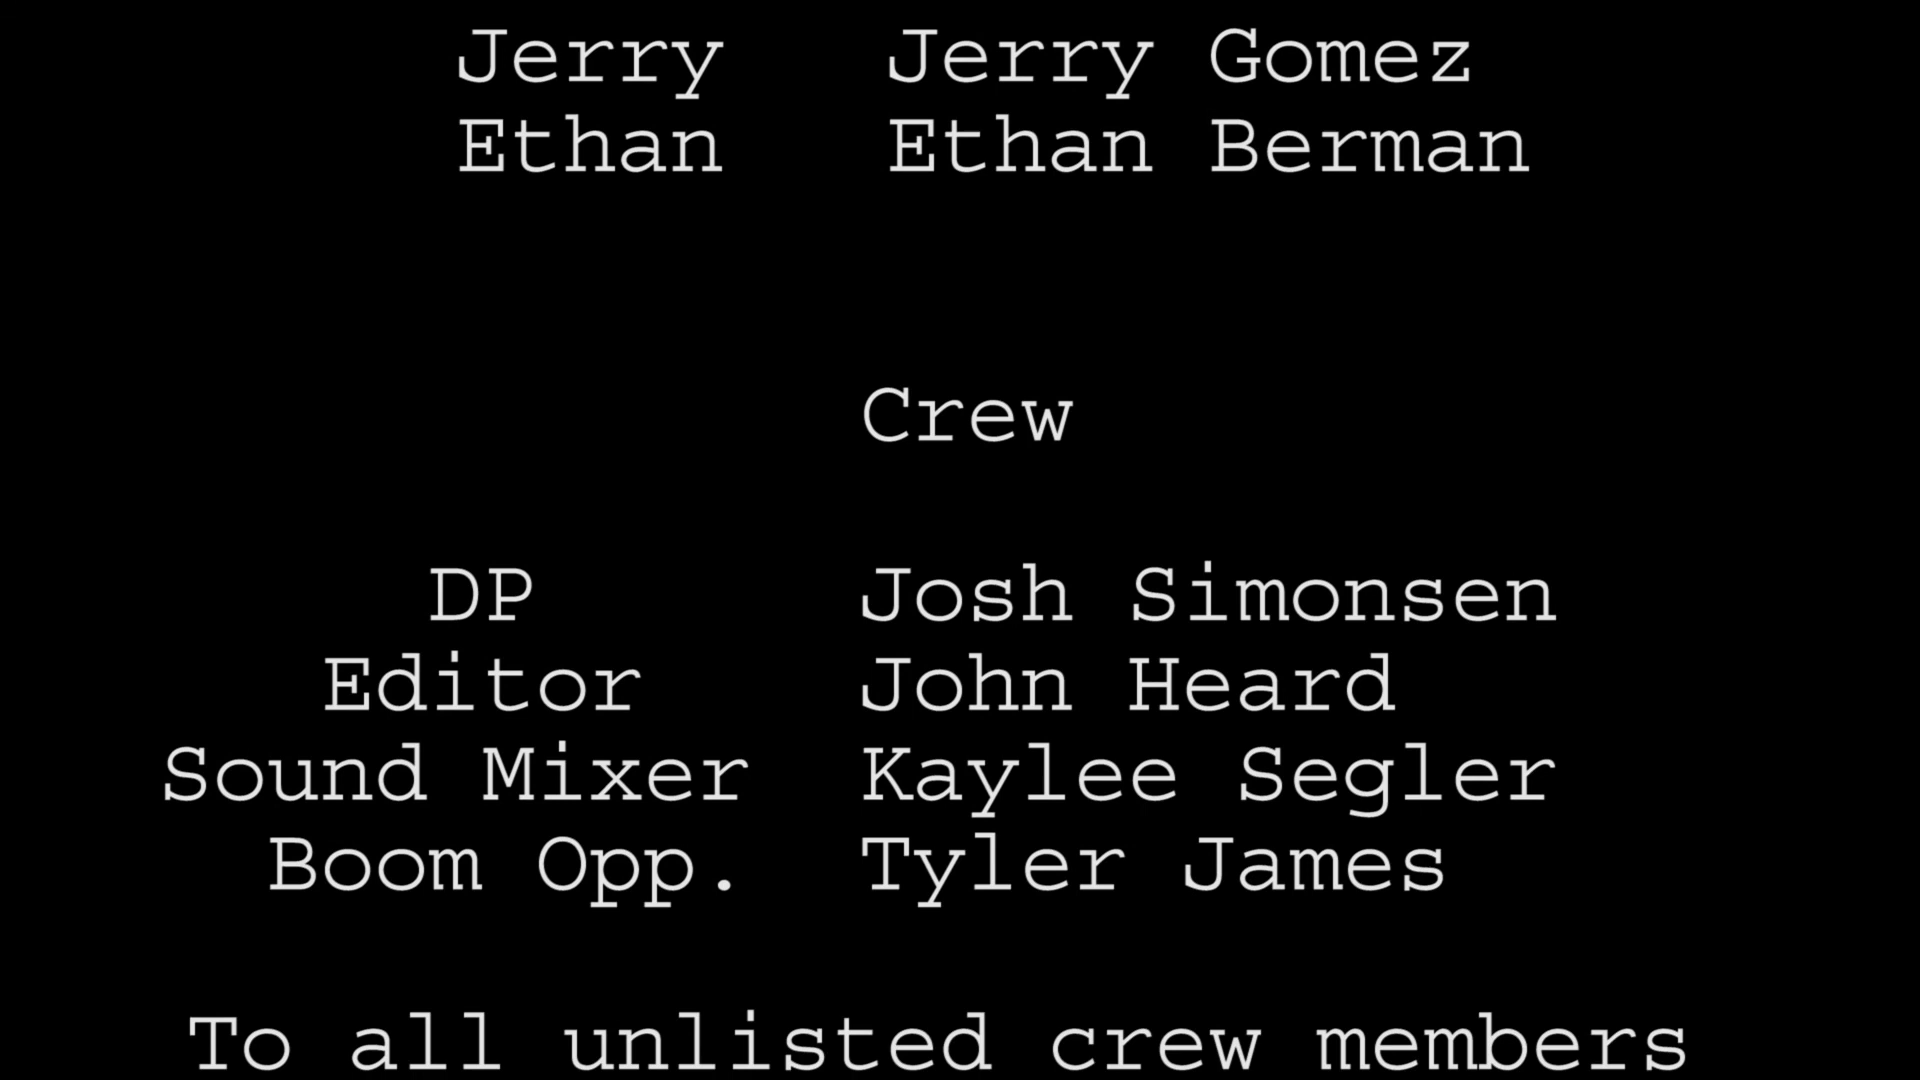 Jerry Jerry Gomez
Ethan Ethan Berman
Crew
DP Josh Simonsen
Editor John Heard
Sound Mixer Kaylee Segler
Boom Opp. Tyler James
To all unlisted crew members